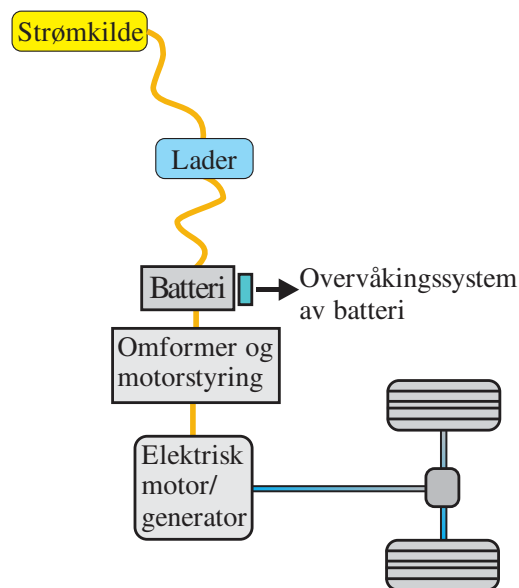 Strømkilde
Lader
Batteri
Overvåkingssystem
av batteri
Omformer og
motorstyring
Elektrisk
motor/
generator